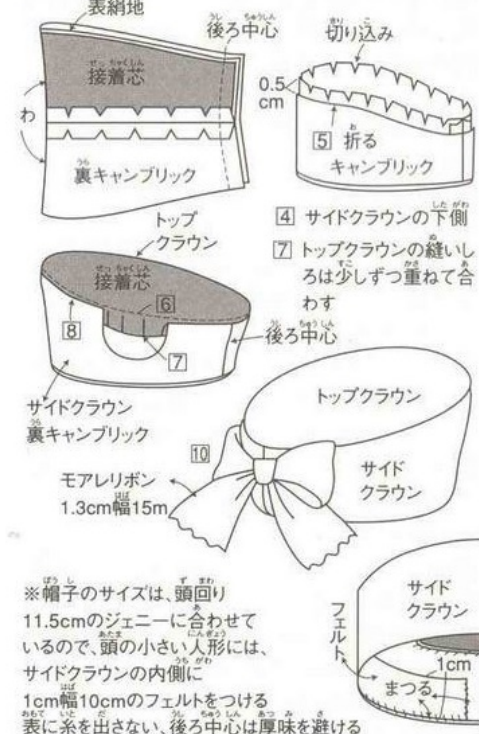 表絹地
後ろ中心
接着芯
わ
裏キャンブリック
切り込み
0.5
cm
5 折る
キャンブリック
4 サイドクラウンの下側
7 トップクラウンの縫いし
ろは少しずつ重ねて合
わす
トップ
クラウン
接着芯
6
8
7
後ろ中心
サイドクラウン
裏キャンブリック
10
トップクラウン
サイド
クラウン
モアレリボン
1.3cm幅15m
※帽子のサイズは、頭回り
11.5cmのジェニーに合わせて
いるので、頭の小さい人形には、
サイドクラウンの内側に
1cm幅10cmのフェルトをつける
表に糸を出さない、後ろ中心は厚味を避ける
フェルト
サイド
クラウン
1cm
まつる